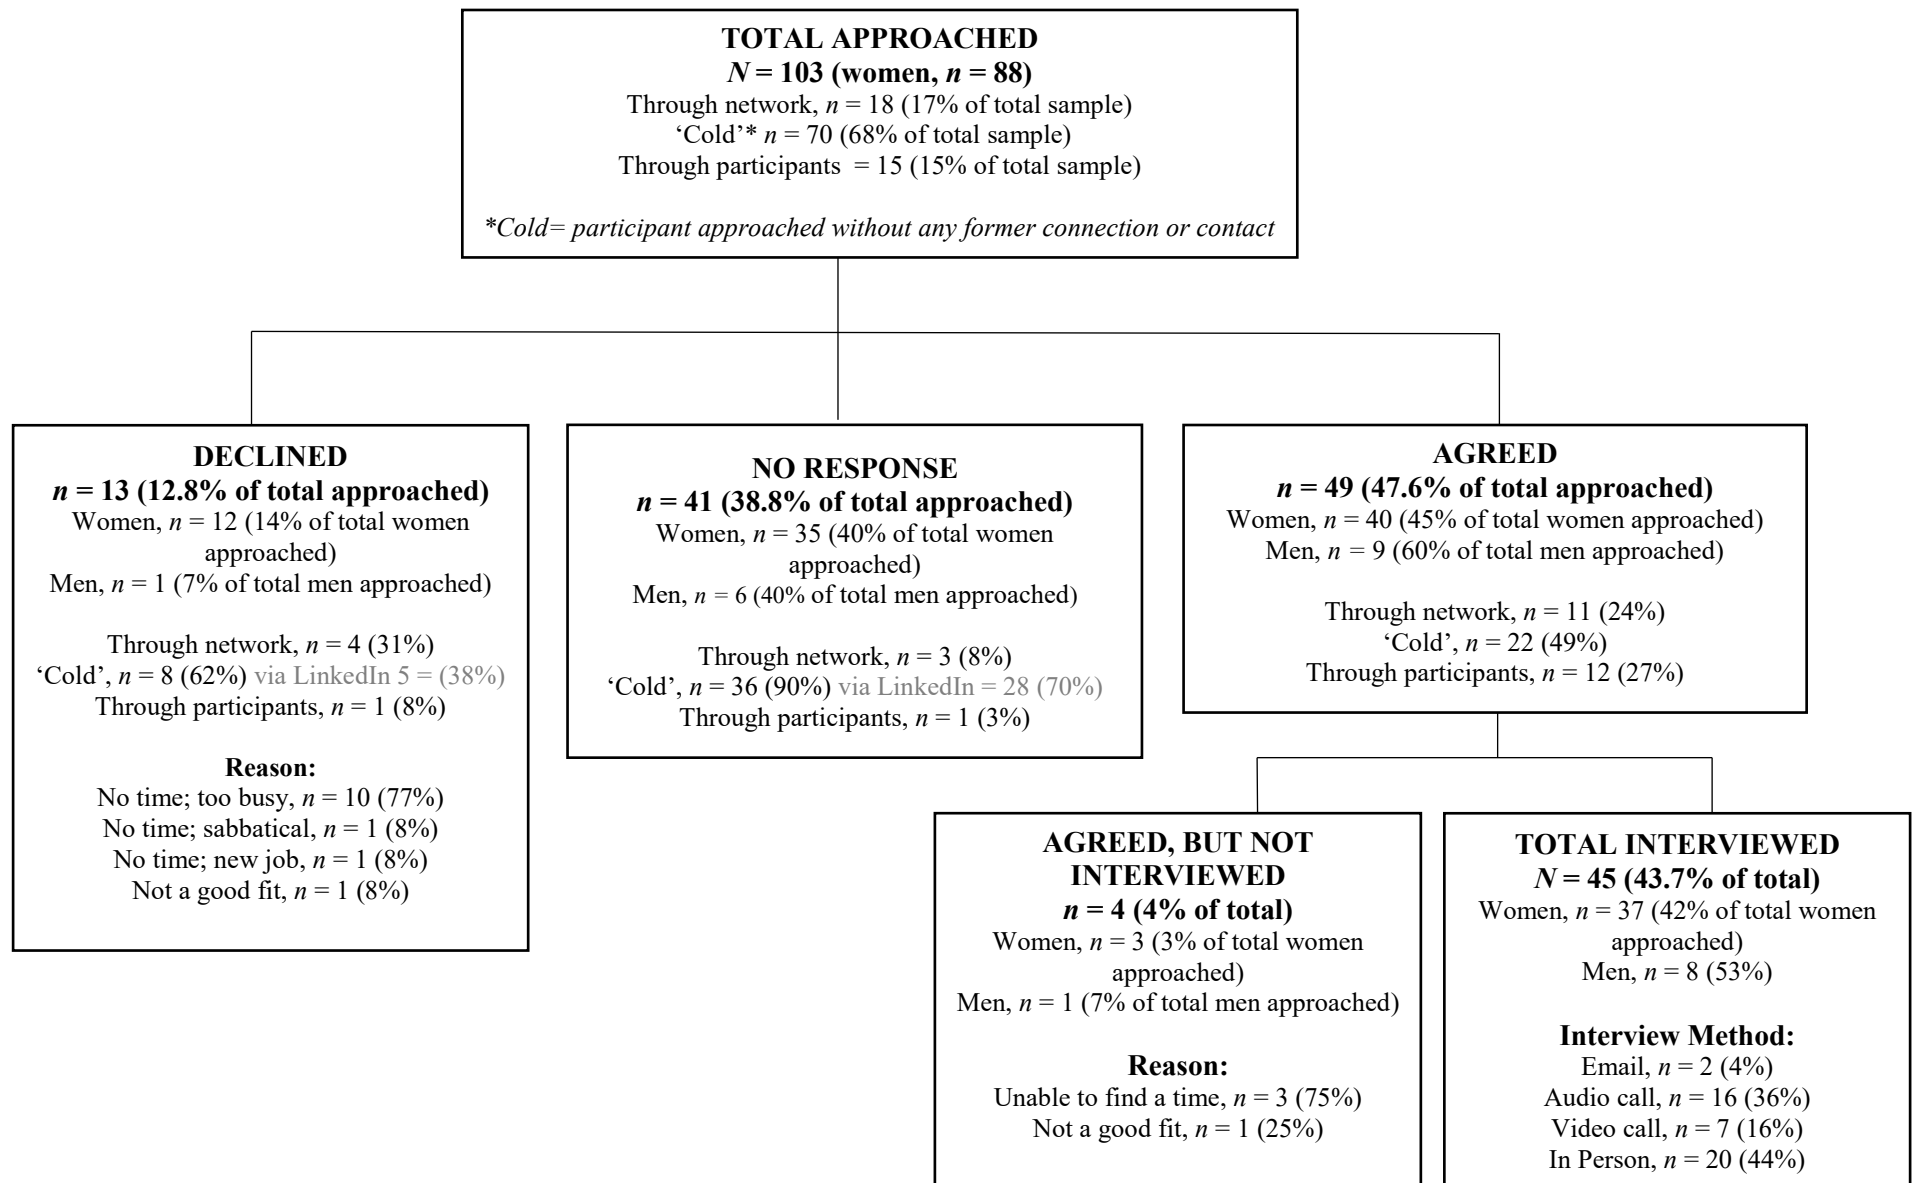 TOTAL APPROACHED
N = 103 (women, n = 88)
Through network, n = 18 (17% of total sample)
‘Cold’* n = 70 (68% of total sample)
Through participants = 15 (15% of total sample)
*Cold= participant approached without any former connection or contact
DECLINED
n = 13 (12.8% of total approached)
Women, n = 12 (14% of total women
approached)
Men, n = 1 (7% of total men approached)
Through network, n = 4 (31%)
‘Cold’, n = 8 (62%) via LinkedIn 5 = (38%)
Through participants, n = 1 (8%)
Reason:
No time; too busy, n = 10 (77%)
No time; sabbatical, n = 1 (8%)
No time; new job, n = 1 (8%)
Not a good fit, n = 1 (8%)
NO RESPONSE
n = 41 (38.8% of total approached)
Women, n = 35 (40% of total women
approached)
Men, n = 6 (40% of total men approached)
Through network, n = 3 (8%)
‘Cold’, n = 36 (90%) via LinkedIn = 28 (70%)
Through participants, n = 1 (3%)
AGREED
n = 49 (47.6% of total approached)
Women, n = 40 (45% of total women approached)
Men, n = 9 (60% of total men approached)
Through network, n = 11 (24%)
‘Cold’, n = 22 (49%)
Through participants, n = 12 (27%)
AGREED, BUT NOT
INTERVIEWED
n = 4 (4% of total)
Women, n = 3 (3% of total women
approached)
Men, n = 1 (7% of total men approached)
Reason:
Unable to find a time, n = 3 (75%)
Not a good fit, n = 1 (25%)
TOTAL INTERVIEWED
N = 45 (43.7% of total)
Women, n = 37 (42% of total women
approached)
Men, n = 8 (53%)
Interview Method:
Email, n = 2 (4%)
Audio call, n = 16 (36%)
Video call, n = 7 (16%)
In Person, n = 20 (44%)